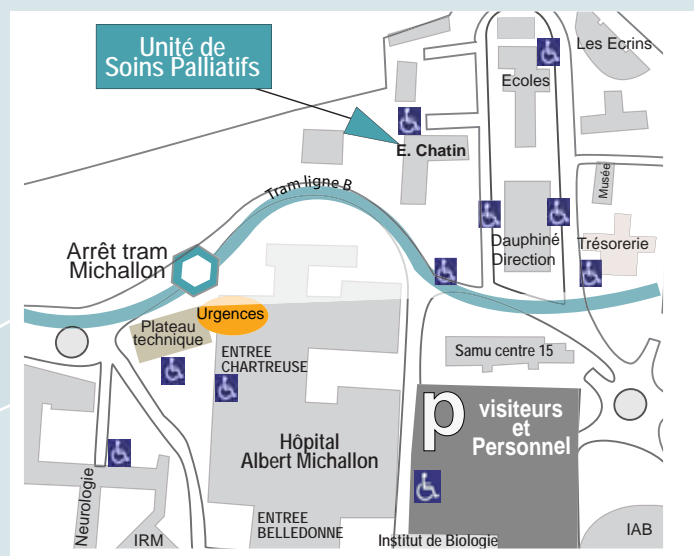 Unité de
Soins Palliatifs
Les Ecrins
Ecoles
E. Chatin
Tram ligne B
Musée
Arrêt tram
Michallon
Dauphiné
Direction
Trésorerie
Urgences
Plateau
technique
ENTREE
CHARTREUSE
Samu centre 15
p
visiteurs
et
Personnel
Hôpital
Albert Michallon
Neurologie
IRM
ENTREE
BELLEDONNE
Institut de Biologie
IAB